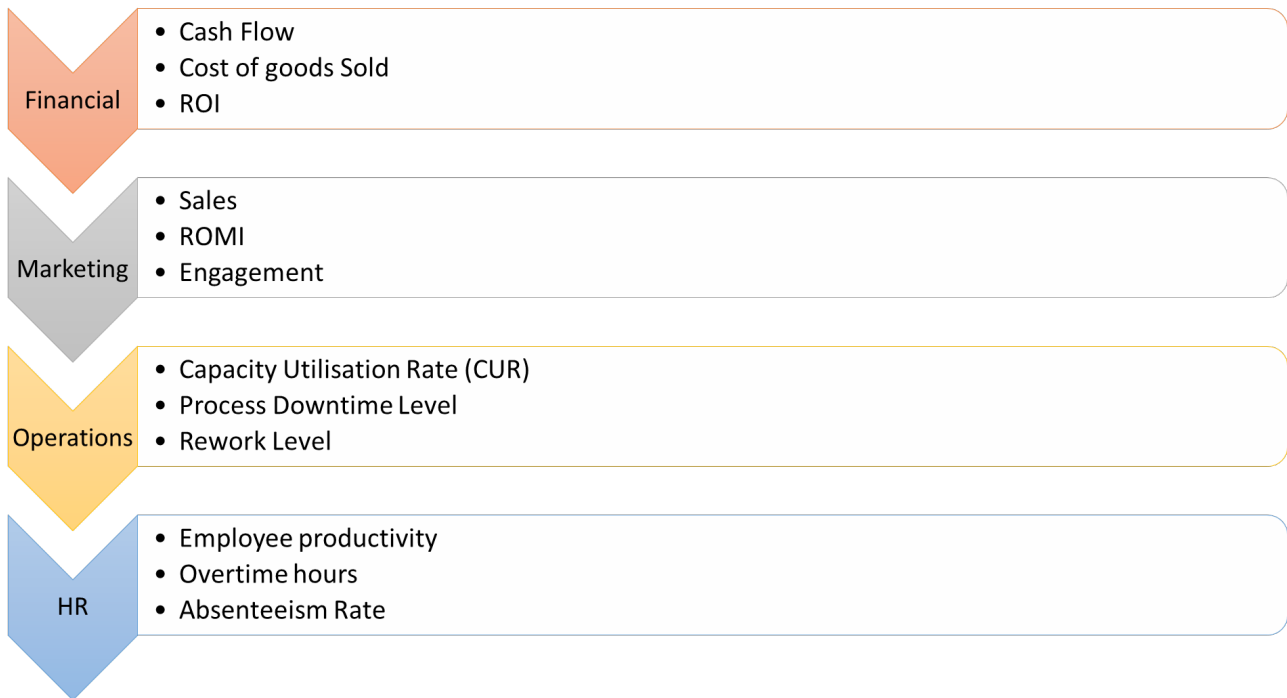 Financial
• Cash Flow
• Cost of goods Sold
• ROI
Marketing
• Sales
• ROMI
• Engagement
Operations
• Capacity Utilisation Rate (CUR)
• Process Downtime Level
• Rework Level
HR
• Employee productivity
• Overtime hours
• Absenteeism Rate